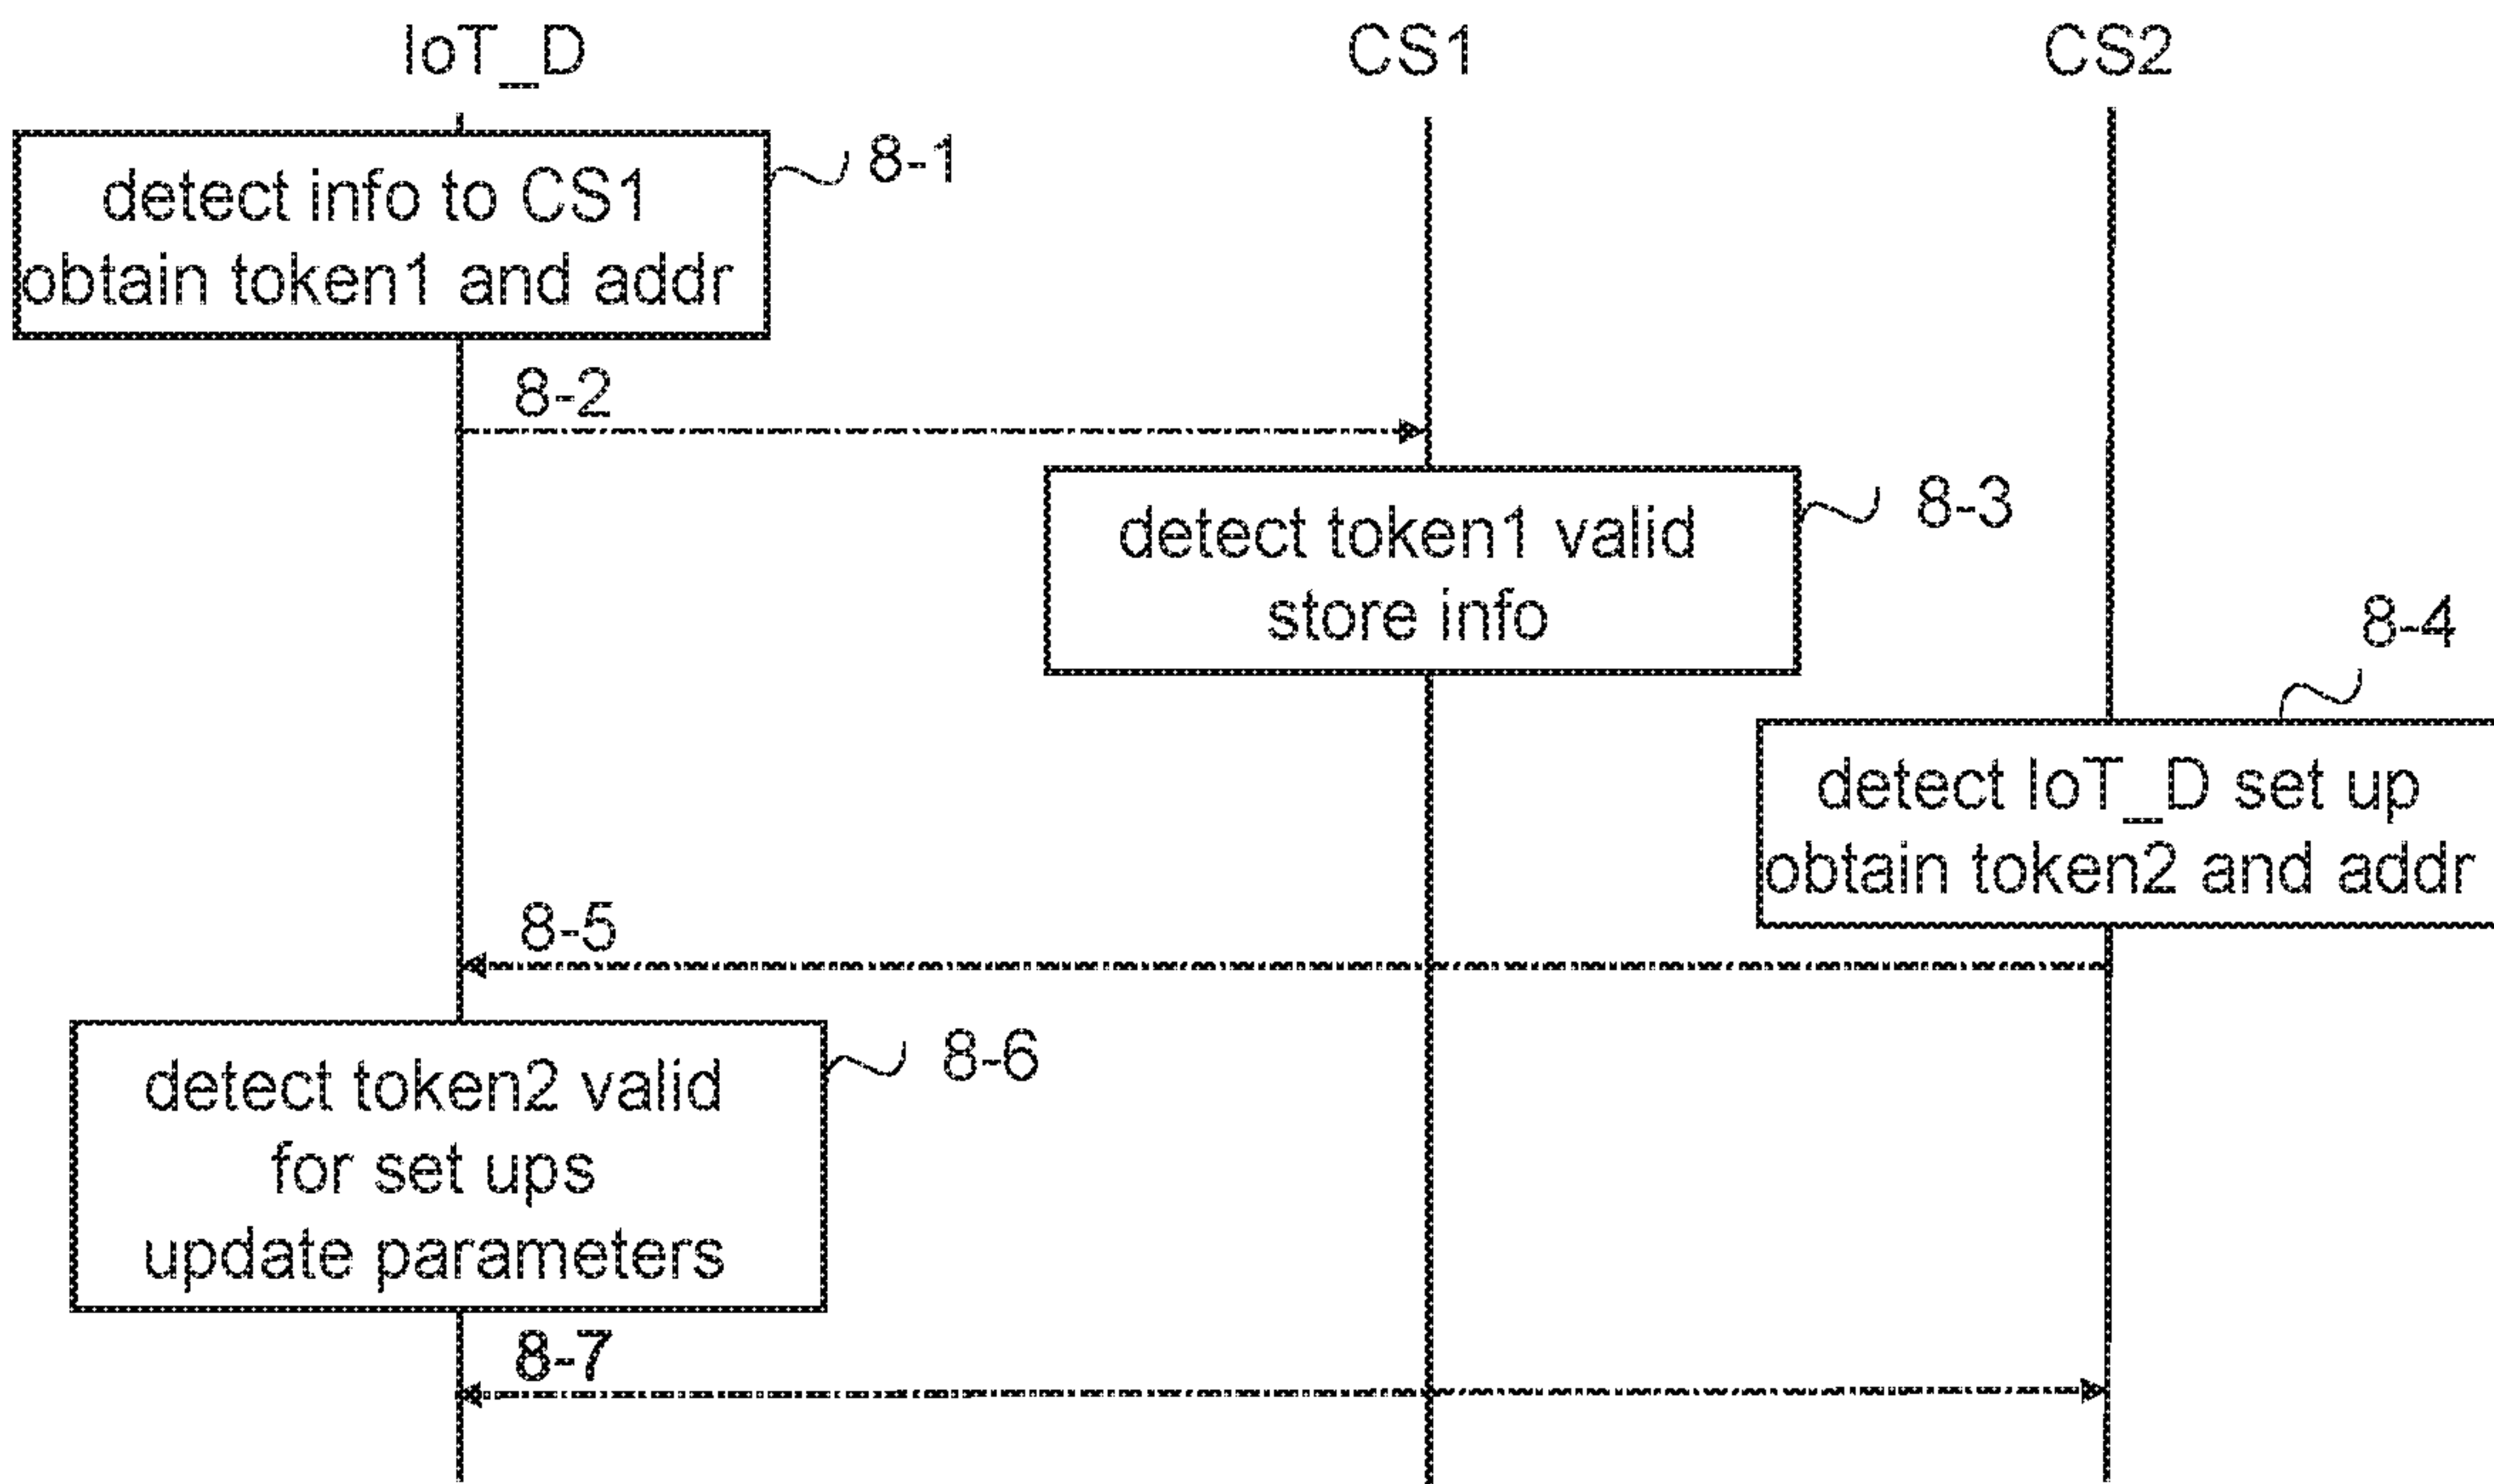 IoT_D
CS1
CS2
detect info to CS1
obtain token1 and addr
8-1
8-2
detect token1 valid
store info
8-3
8-4
detect IoT_D set up
obtain token2 and addr
8-5
detect token2 valid
for set ups
update parameters
8-6
8-7